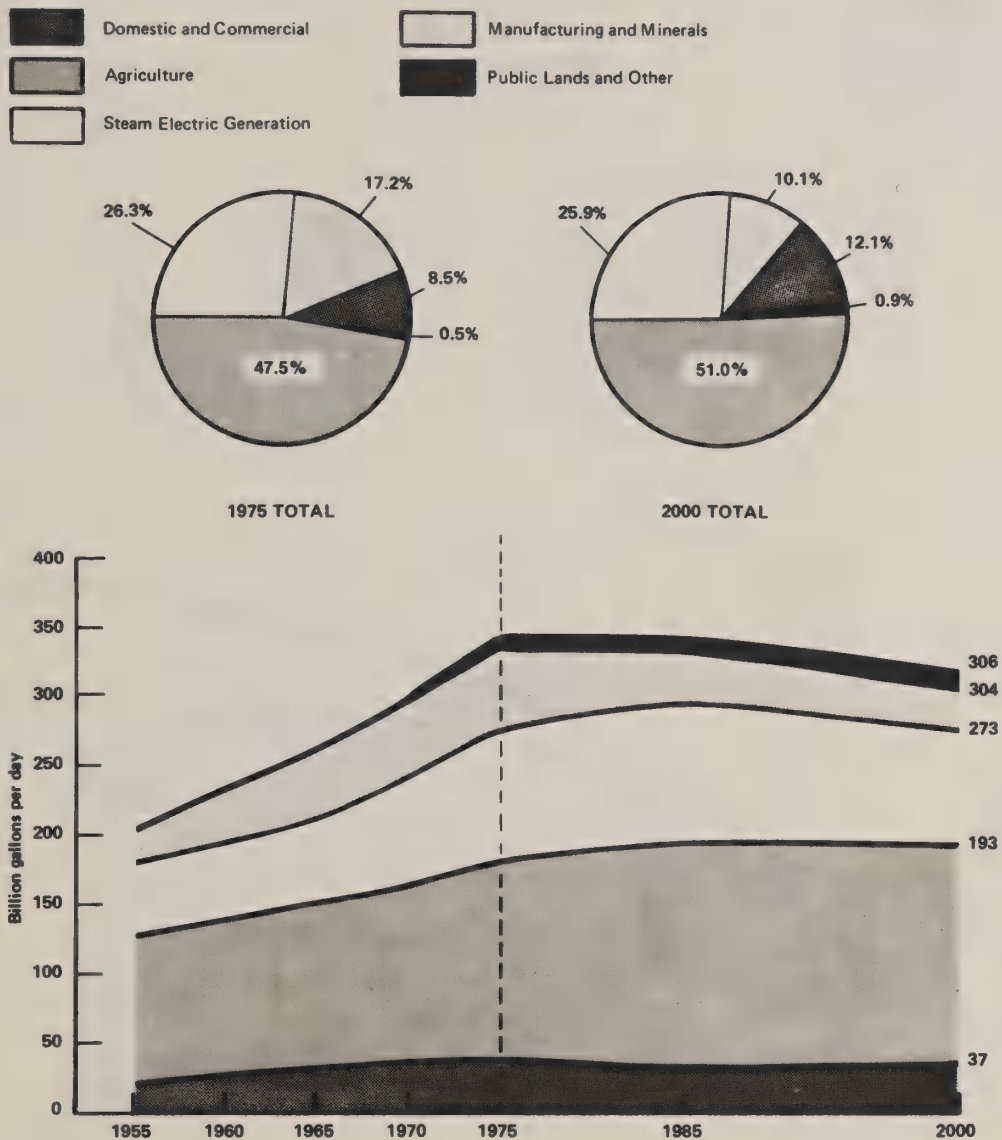 Domestic and Commercial
Manufacturing and Minerals
Agriculture
Public Lands and Other
Steam Electric Generation
26.3%
17.2%
8.5%
0.5%
47.5%
25.9%
10.1%
12.1%
0.9%
51.0%
1975 TOTAL
2000 TOTAL
Billion gallons per day
400
350
300
250
200
150
100
50
0
306
304
273
193
37
1955 1960 1965 1970 1975 1985 2000